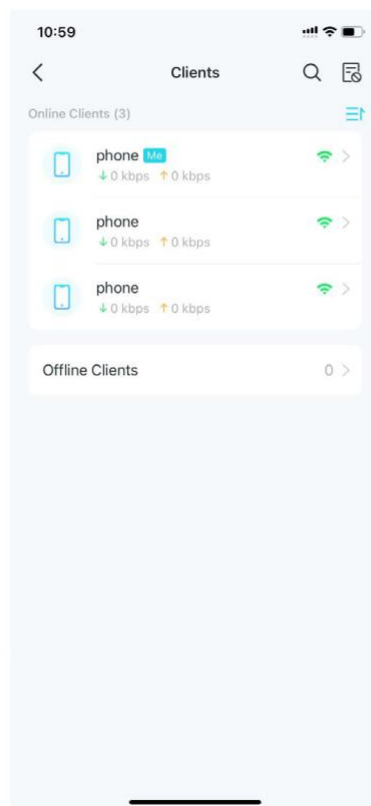 10:59
Clients
Online Clients (3)
phone Me
↓ 0 kbps ↑ 0 kbps
phone
↓ 0 kbps ↑ 0 kbps
phone
↓ 0 kbps ↑ 0 kbps
Offline Clients 0